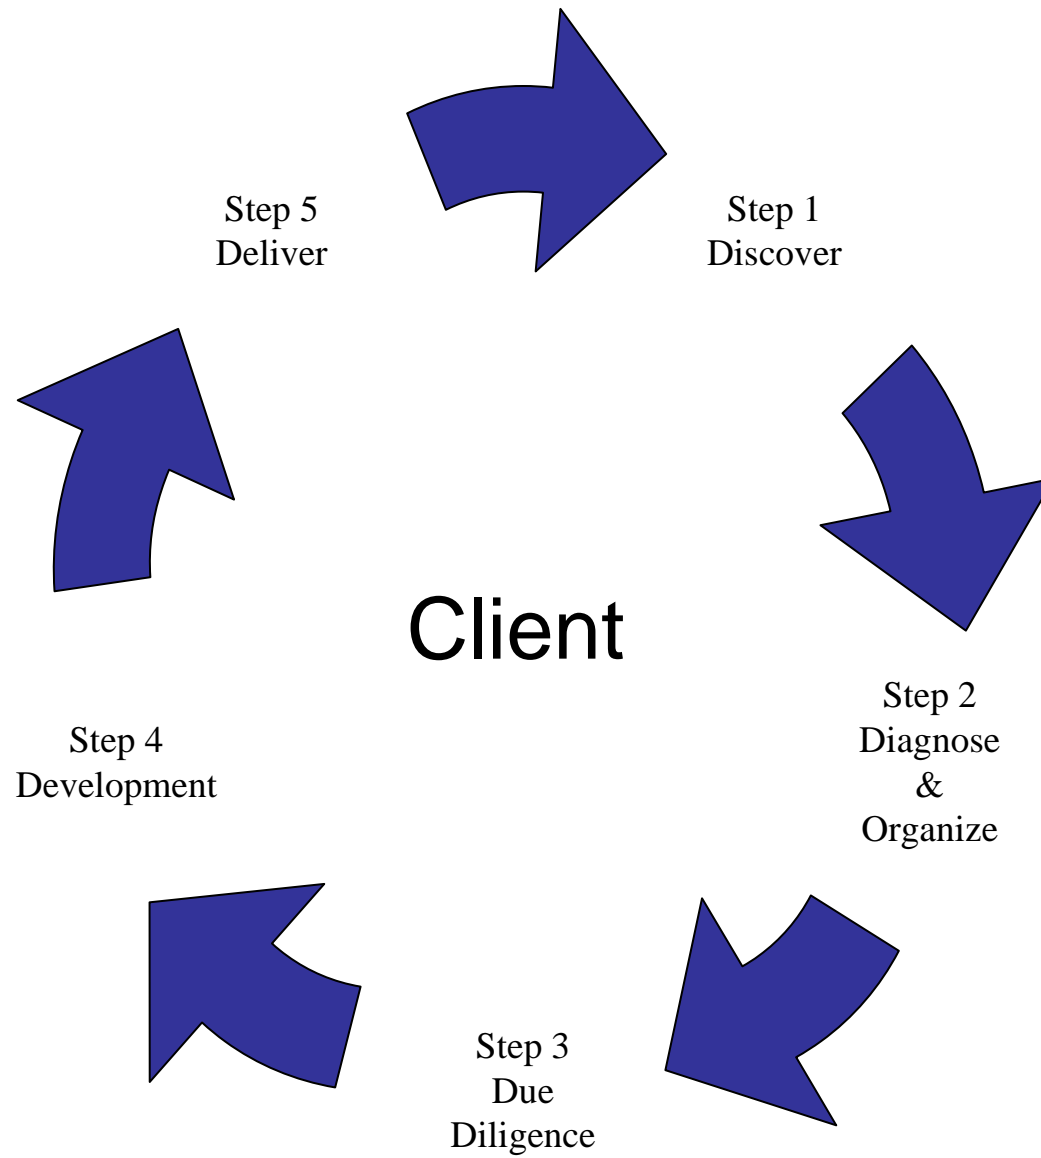 Step 5
Deliver
Step 1
Discover
Client
Step 2
Diagnose
&
Organize
Step 4
Development
Step 3
Due
Diligence